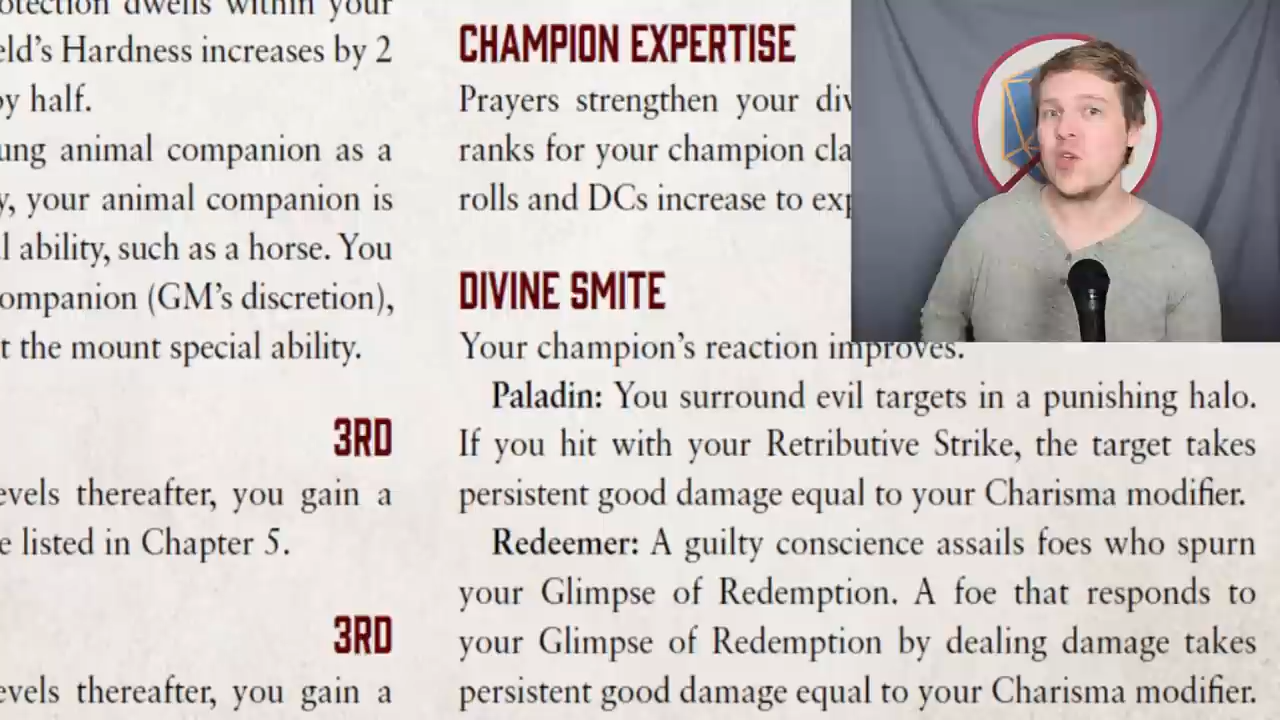 otection dwells within your
eld's Hardness increases by 2
by half.
ung animal companion as a
y, your animal companion is
l ability, such as a horse. You
ompanion (GM's discretion),
t the mount special ability.
3RD
evels thereafter, you gain a
e listed in Chapter 5.
3RD
evels thereafter, you gain a
CHAMPION EXPERTISE
Prayers strengthen your div
ranks for your champion cla
rolls and DCs increase to exp
DIVINE SMITE
Your champion's reaction improves.
Paladin: You surround evil targets in a punishing halo.
If you hit with your Retributive Strike, the target takes
persistent good damage equal to your Charisma modifier.
Redeemer: A guilty conscience assails foes who spurn
your Glimpse of Redemption. A foe that responds to
your Glimpse of Redemption by dealing damage takes
persistent good damage equal to your Charisma modifier.